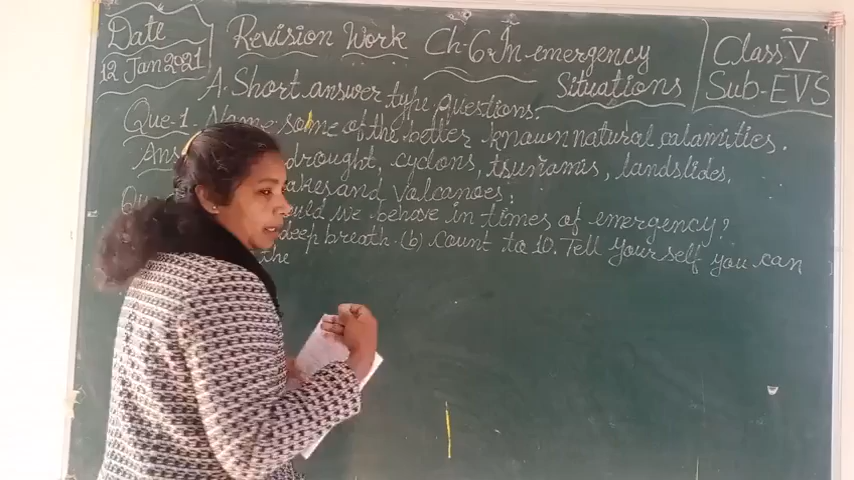 Date Revision Work Ch-6. In emergency Class V
12 Jan 2021 Situations Sub-EVS
A. Short answer type questions.
Que-1. Name some of the better known natural calamities.
Ans drought, cyclons, tsunamis, landslides,
akes and Valcanoes.
uld we behave in times of emergency?
deep breath. (b) count to 10. Tell yourself you can
the